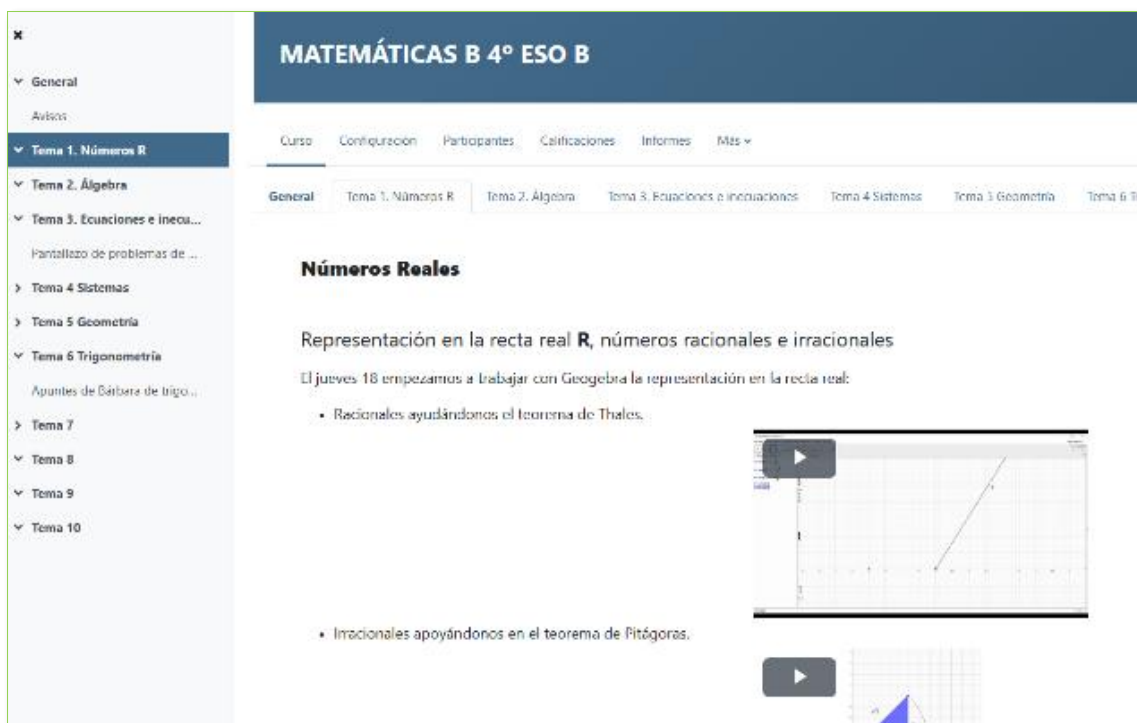 General
Avisos
Tema 1. Números R
Tema 2. Álgebra
Tema 3. Ecuaciones e inecu...
Pantallazo de problemas de ...
Tema 4 Sistemas
Tema 5 Geometría
Tema 6 Trigonometría
Apuntes de Bárbara de trigo...
Tema 7
Tema 8
Tema 9
Tema 10
MATEMÁTICAS B 4º ESO B
Curso Configuración Participantes Calificaciones Informes Más
General Tema 1. Números R Tema 2. Álgebra Tema 3. Ecuaciones e inecuaciones Tema 4 Sistemas Tema 5 Geometría Tema 6
Números Reales
Representación en la recta real R, números racionales e irracionales
El jueves 18 empezamos a trabajar con Geogebra la representación en la recta real:
• Racionales ayudándonos el teorema de Thales.
• Irracionales apoyándonos en el teorema de Pitágoras.